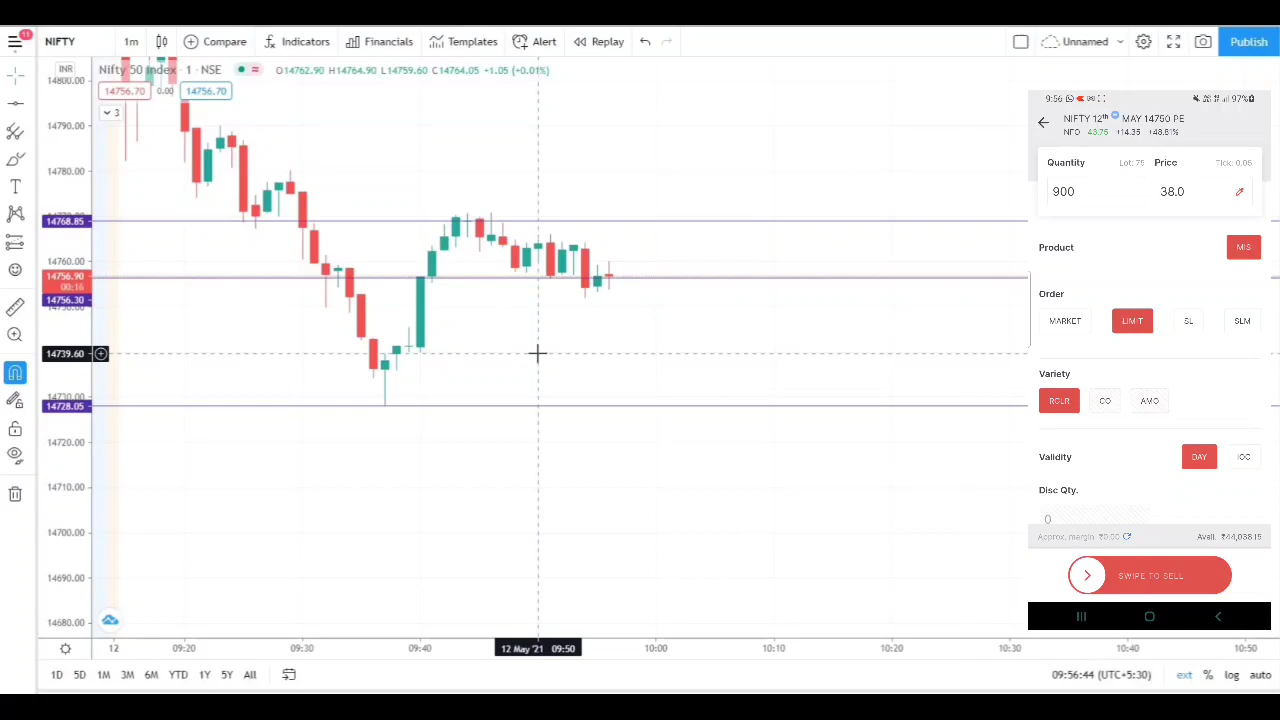 11
NIFTY 1m Compare Indicators Financials Templates Alert Replay Unnamed Publish
INR Nifty 50 Index · 1 · NSE O14762.90 H14764.90 L14759.60 C14764.05 +1.05 (+0.01%)
14756.70 0.00 14756.70
3
14800.00
14790.00
14780.00
14768.85
14760.00
14756.90
00:16
14756.30
14739.60
14730.00
14728.05
14720.00
14710.00
14700.00
14690.00
14680.00
12 09:20 09:30 09:40 12 May '21 09:50 10:00 10:10 10:20 10:30 10:40 10:50
1D 5D 1M 3M 6M YTD 1Y 5Y All 09:56:44 (UTC+5:30) ext % log auto
9:56 97%
NIFTY 12th MAY 14750 PE
NFO 43.75 +14.35 +48.81%
Quantity Lot: 75 Price Tick: 0.05
900 38.0
Product MIS
Order
MARKET LIMIT SL SLM
Variety
RGLR CO AMO
Validity DAY IOC
Disc Qty.
0
Approx. margin ₹0.00 Avail. ₹44,038.15
SWIPE TO SELL